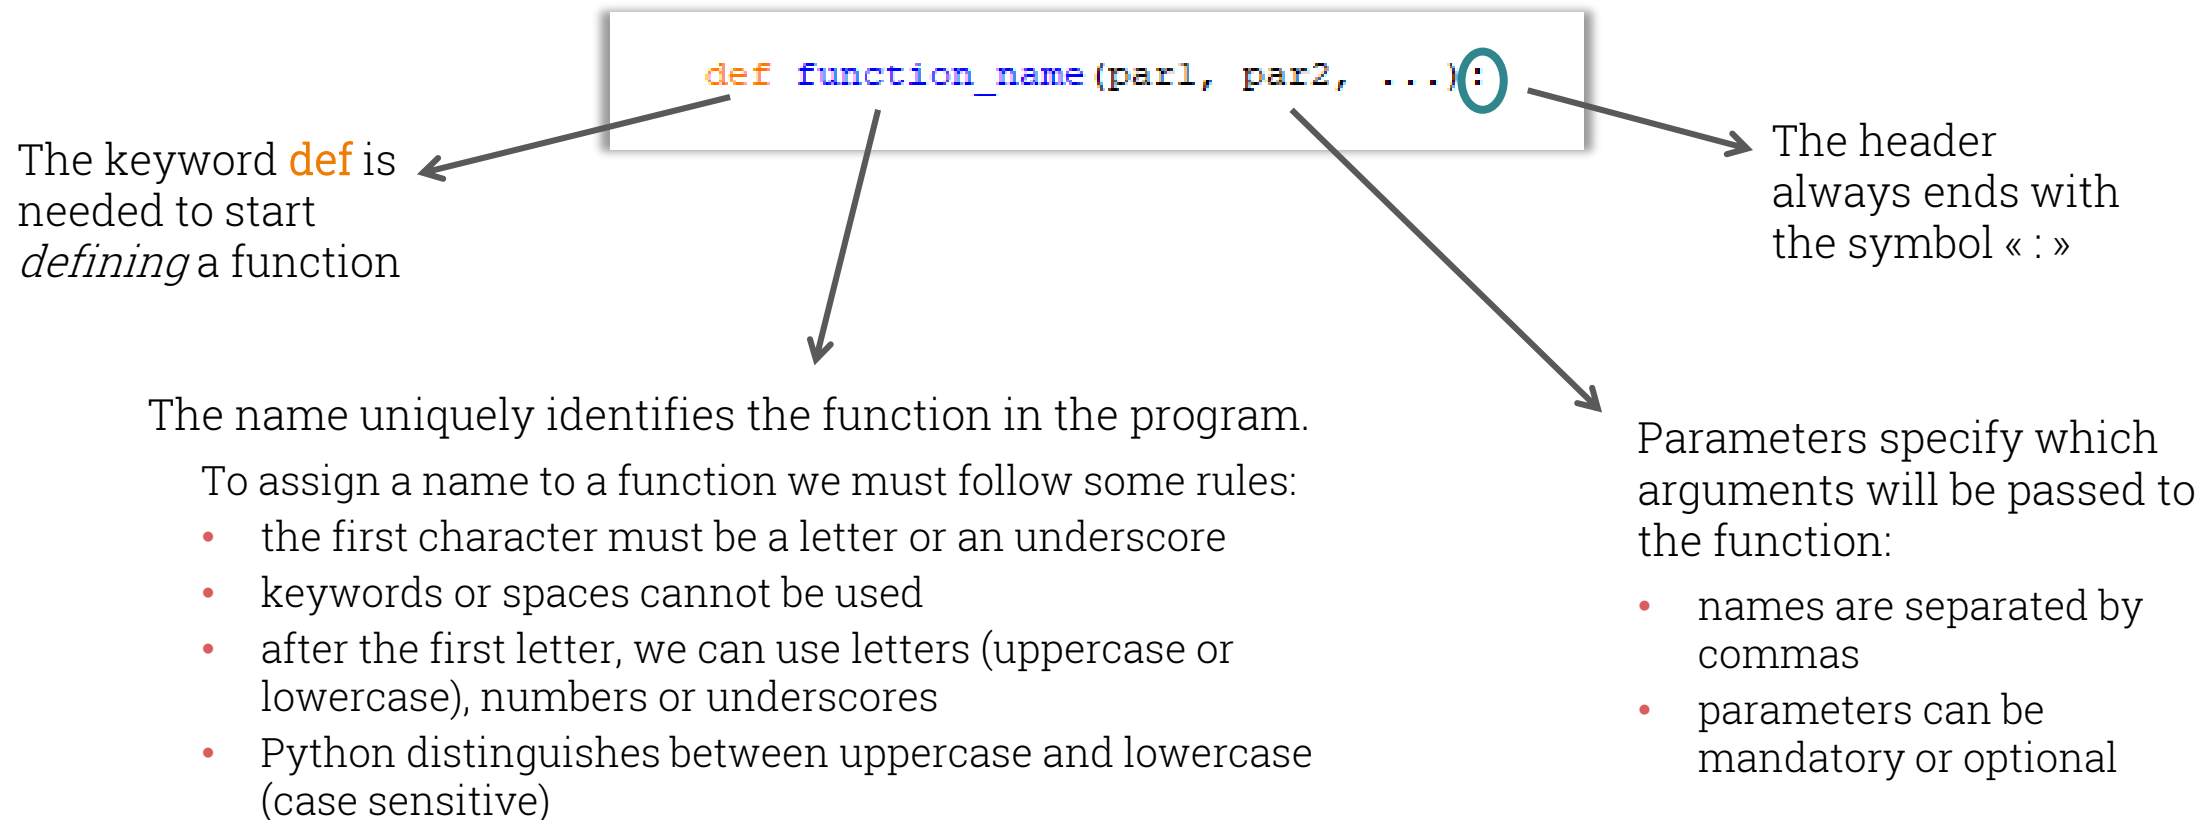 def function_name(par1, par2, ...):
The keyword def is
needed to start
defining a function
The header
always ends with
the symbol « : »
The name uniquely identifies the function in the program.
To assign a name to a function we must follow some rules:
• the first character must be a letter or an underscore
• keywords or spaces cannot be used
• after the first letter, we can use letters (uppercase or
lowercase), numbers or underscores
• Python distinguishes between uppercase and lowercase
(case sensitive)
Parameters specify which
arguments will be passed to
the function:
• names are separated by
commas
• parameters can be
mandatory or optional